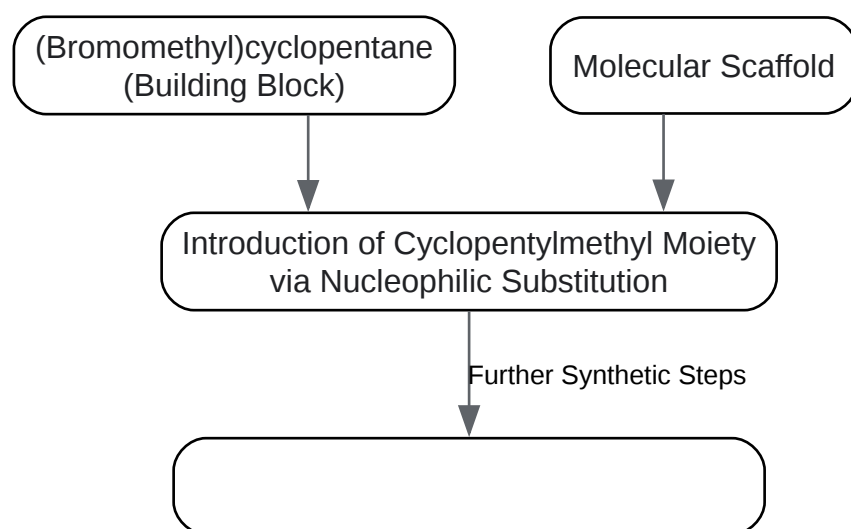 (Bromomethyl)cyclopentane
(Building Block)
Molecular Scaffold
Introduction of Cyclopentylmethyl Moiety
via Nucleophilic Substitution
Further Synthetic Steps